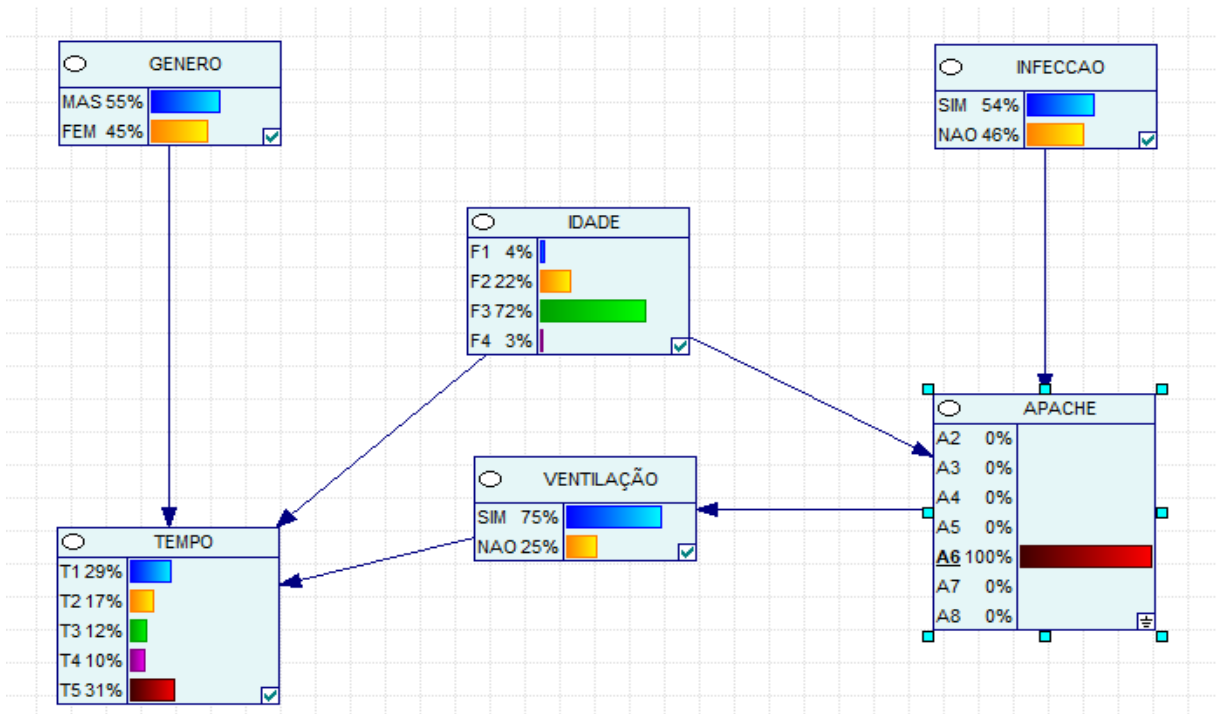 GENERO
MAS 55%
FEM 45%
INFECCAO
SIM 54%
NAO 46%
IDADE
F1 4%
F2 22%
F3 72%
F4 3%
APACHE
A2 0%
A3 0%
A4 0%
A5 0%
A6 100%
A7 0%
A8 0%
VENTILAÇÃO
SIM 75%
NAO 25%
TEMPO
T1 29%
T2 17%
T3 12%
T4 10%
T5 31%